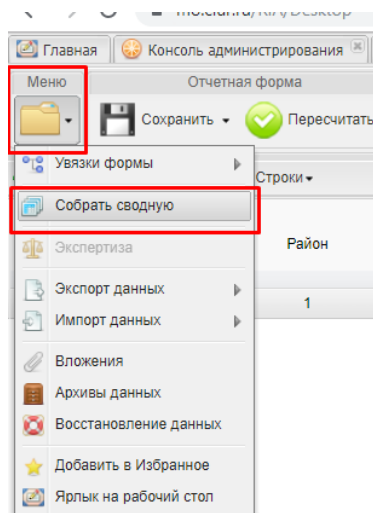 Главная Консоль администрирования
Меню Отчетная форма
Сохранить Пересчитать
Увязки формы
Строки
Собрать сводную
Экспертиза
Район
Экспорт данных
1
Импорт данных
Вложения
Архивы данных
Восстановление данных
Добавить в Избранное
Ярлык на рабочий стол